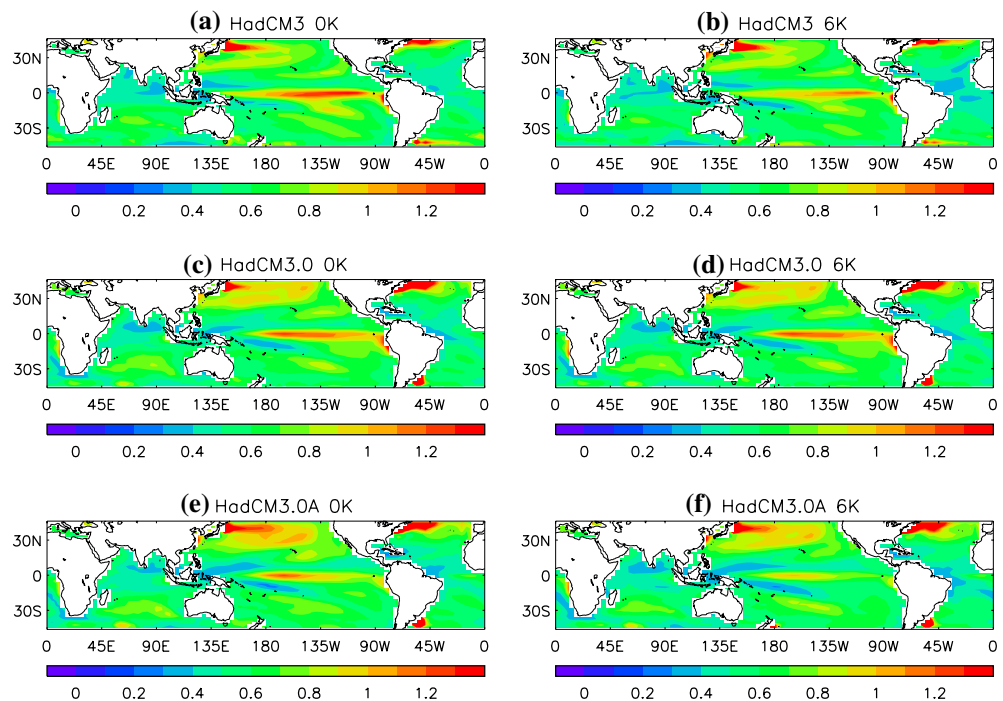 (a) HadCM3 0K
30N
0
30S
0 45E 90E 135E 180 135W 90W 45W 0
0 0.2 0.4 0.6 0.8 1 1.2
(b) HadCM3 6K
30N
0
30S
0 45E 90E 135E 180 135W 90W 45W 0
0 0.2 0.4 0.6 0.8 1 1.2
(c) HadCM3.0 0K
30N
0
30S
0 45E 90E 135E 180 135W 90W 45W 0
0 0.2 0.4 0.6 0.8 1 1.2
(d) HadCM3.0 6K
30N
0
30S
0 45E 90E 135E 180 135W 90W 45W 0
0 0.2 0.4 0.6 0.8 1 1.2
(e) HadCM3.0A 0K
30N
0
30S
0 45E 90E 135E 180 135W 90W 45W 0
0 0.2 0.4 0.6 0.8 1 1.2
(f) HadCM3.0A 6K
30N
0
30S
0 45E 90E 135E 180 135W 90W 45W 0
0 0.2 0.4 0.6 0.8 1 1.2